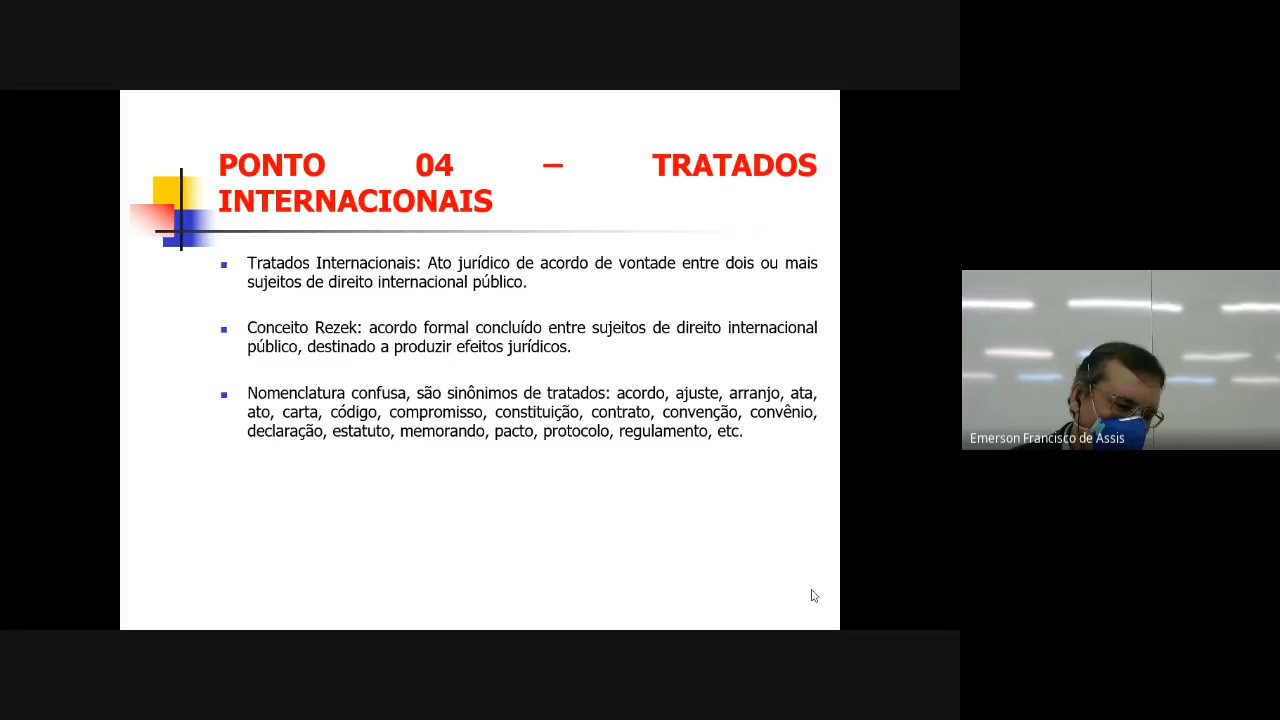 PONTO 04 – TRATADOS
INTERNACIONAIS
Tratados Internacionais: Ato jurídico de acordo de vontade entre dois ou mais
sujeitos de direito internacional público.
Conceito Rezek: acordo formal concluído entre sujeitos de direito internacional
público, destinado a produzir efeitos jurídicos.
Nomenclatura confusa, são sinônimos de tratados: acordo, ajuste, arranjo, ata,
ato, carta, código, compromisso, constituição, contrato, convenção, convênio,
declaração, estatuto, memorando, pacto, protocolo, regulamento, etc.
Emerson Francisco de Assis